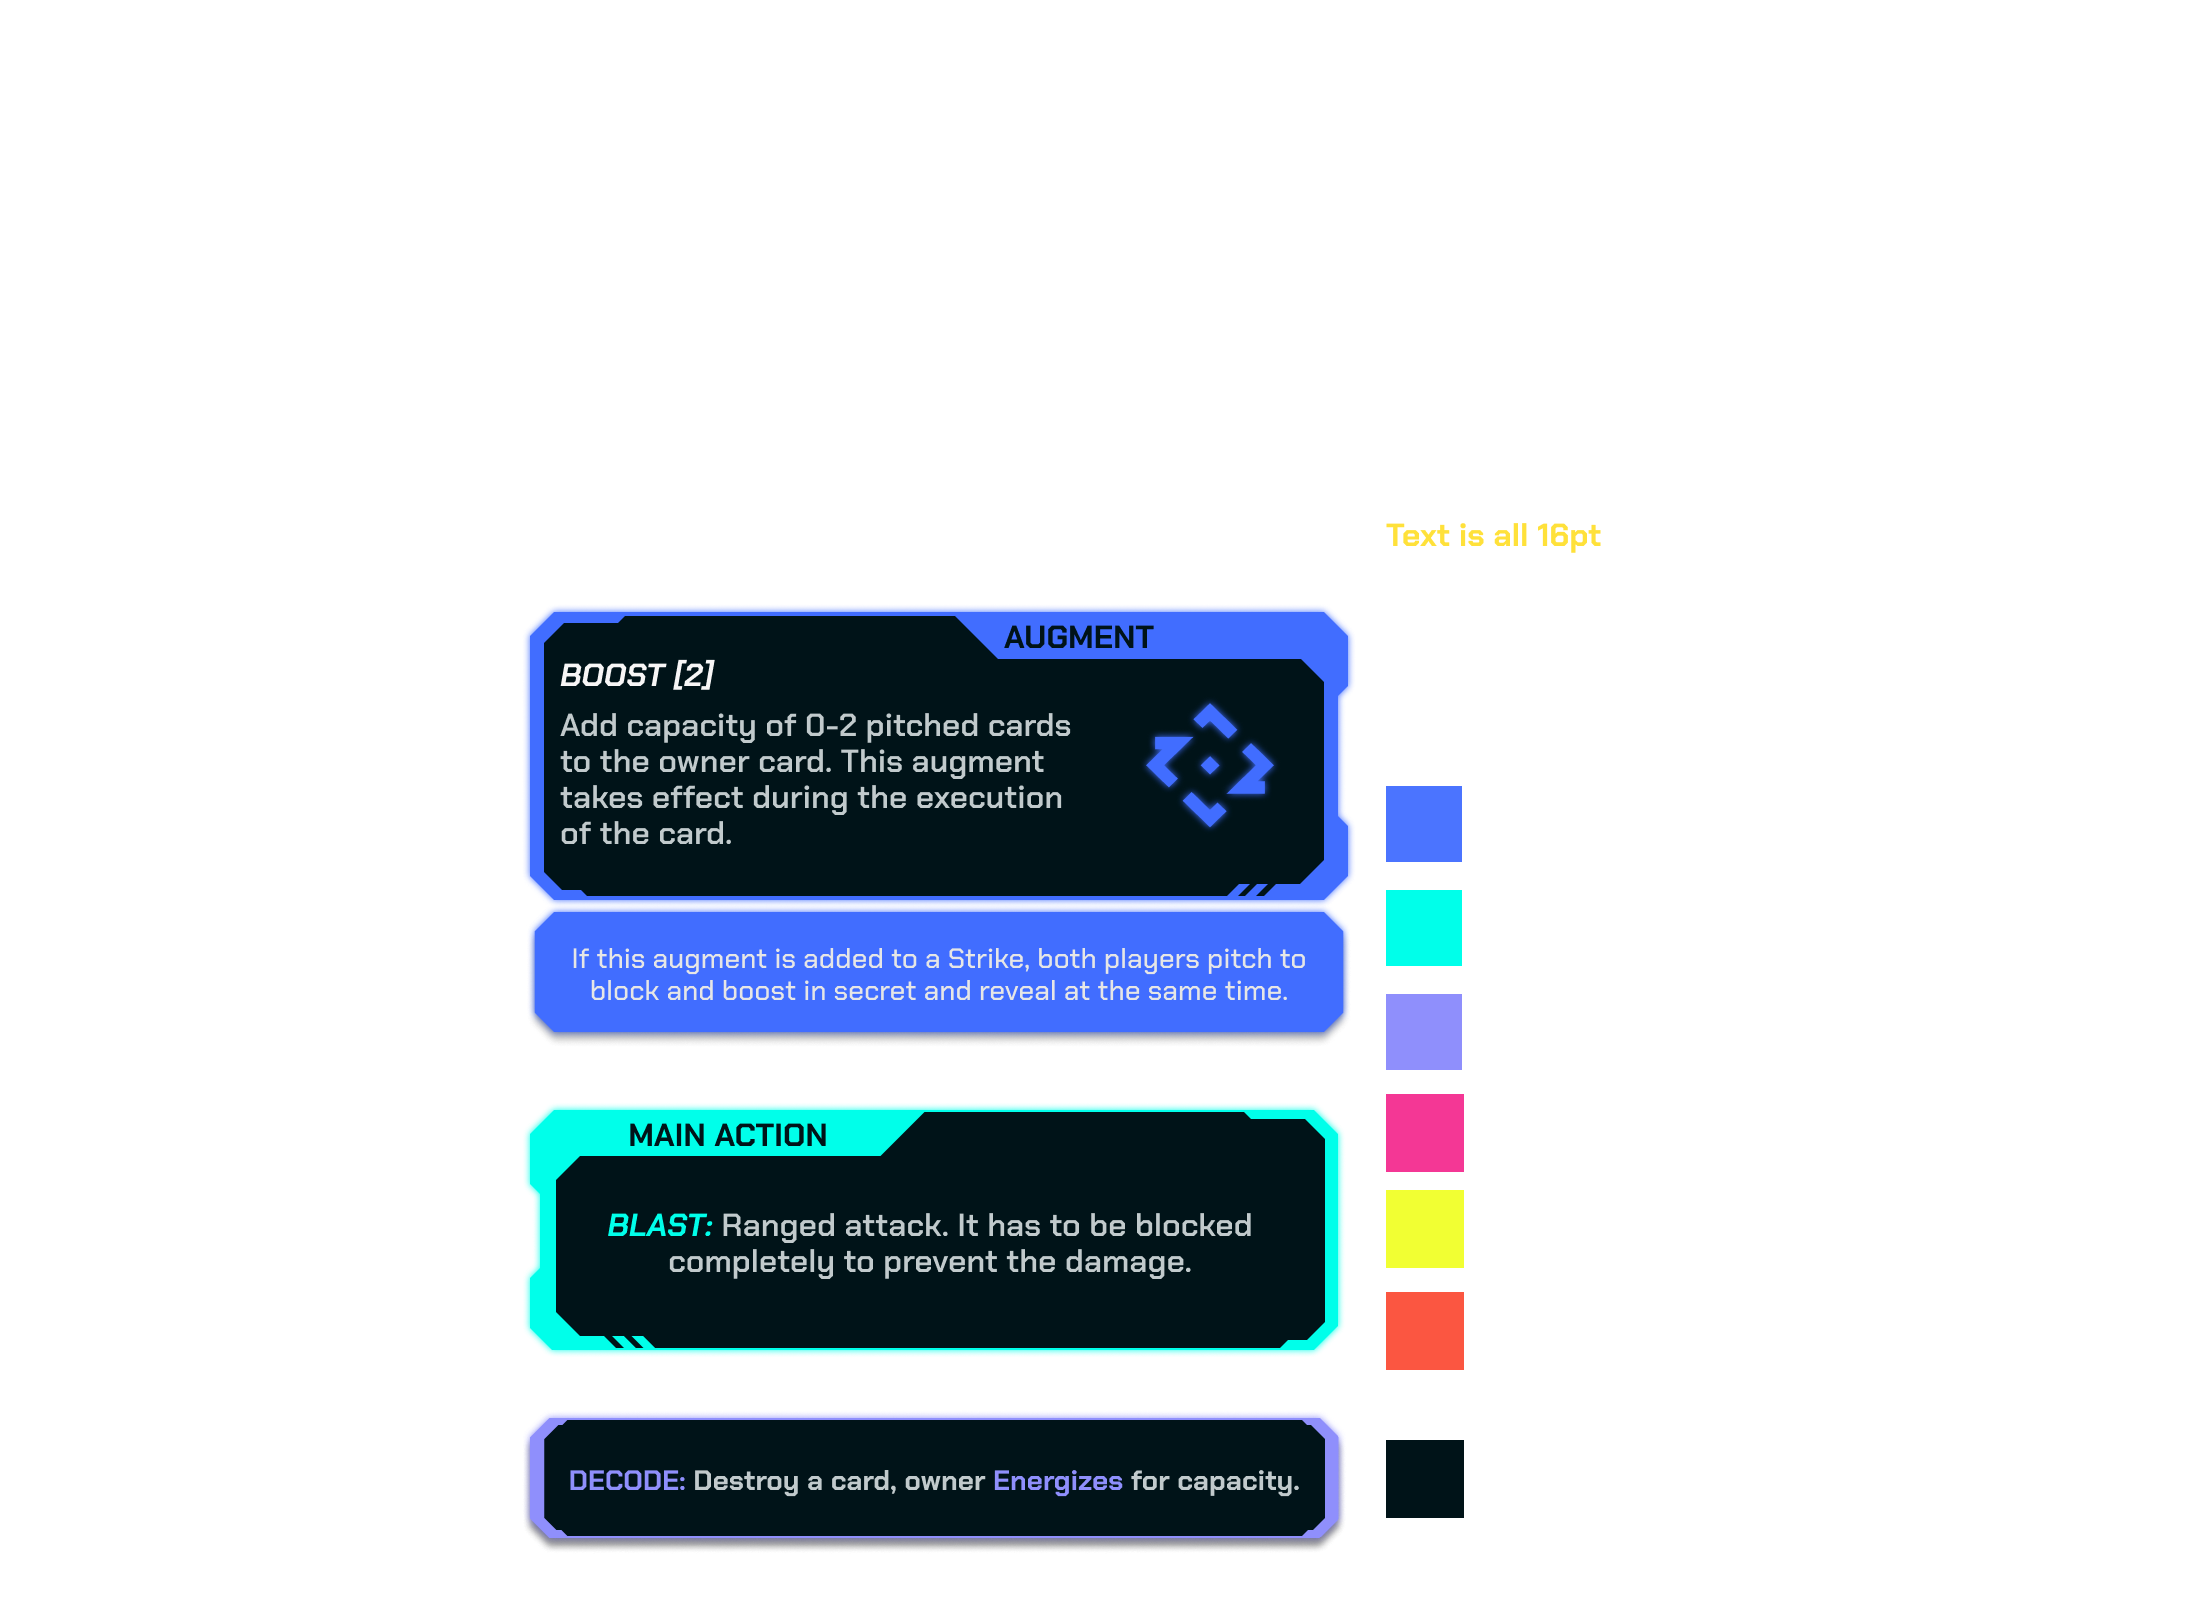 Text is all 16pt
AUGMENT
BOOST [2]
Add capacity of 0-2 pitched cards
to the owner card. This augment
takes effect during the execution
of the card.
If this augment is added to a Strike, both players pitch to
block and boost in secret and reveal at the same time.
MAIN ACTION
BLAST: Ranged attack. It has to be blocked
completely to prevent the damage.
DECODE: Destroy a card, owner Energizes for capacity.